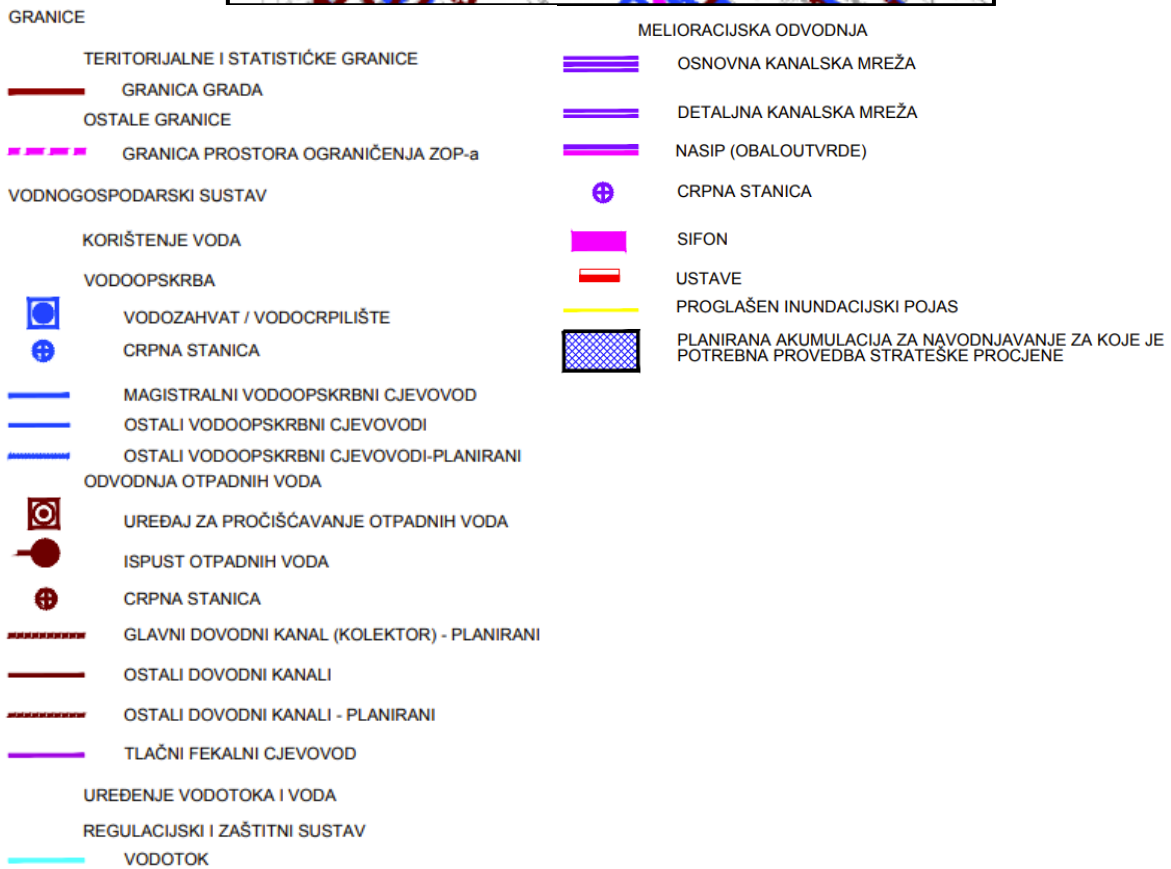 GRANICE
TERITORIJALNE I STATISTIĆKE GRANICE
GRANICA GRADA
OSTALE GRANICE
GRANICA PROSTORA OGRANIČENJA ZOP-a
VODNOGOSPODARSKI SUSTAV
KORIŠTENJE VODA
VODOOPSKRBA
VODOZAHVAT / VODOCRPILIŠTE
CRPNA STANICA
MAGISTRALNI VODOOPSKRBNI CJEVOVOD
OSTALI VODOOPSKRBNI CJEVOVODI
OSTALI VODOOPSKRBNI CJEVOVODI-PLANIRANI
ODVODNJA OTPADNIH VODA
UREĐAJ ZA PROČIŠĆAVANJE OTPADNIH VODA
ISPUST OTPADNIH VODA
CRPNA STANICA
GLAVNI DOVODNI KANAL (KOLEKTOR) - PLANIRANI
OSTALI DOVODNI KANALI
OSTALI DOVODNI KANALI - PLANIRANI
TLAČNI FEKALNI CJEVOVOD
UREĐENJE VODOTOKA I VODA
REGULACIJSKI I ZAŠTITNI SUSTAV
VODOTOK
MELIORACIJSKA ODVODNJA
OSNOVNA KANALSKA MREŽA
DETALJNA KANALSKA MREŽA
NASIP (OBALOUTVRDE)
CRPNA STANICA
SIFON
USTAVE
PROGLAŠEN INUNDACIJSKI POJAS
PLANIRANA AKUMULACIJA ZA NAVODNJAVANJE ZA KOJE JE
POTREBNA PROVEDBA STRATEŠKE PROCJENE